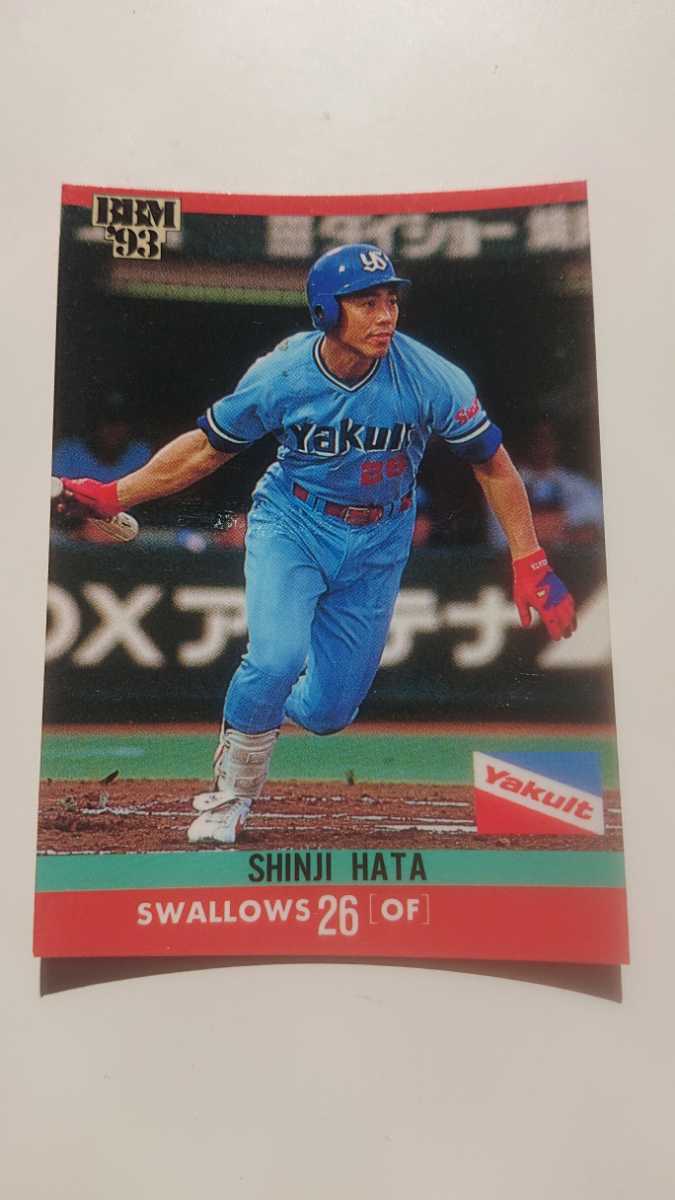 BBM
'93
ダイショー
YS
Yakult
26
OXアンテナ
Yakult
SHINJI HATA
SWALLOWS 26 [OF]